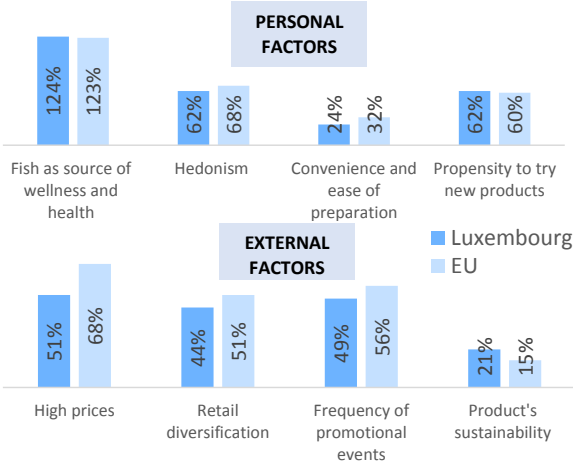 PERSONAL
FACTORS
124%
123%
62%
68%
24%
32%
62%
60%
Fish as source of
wellness and
health
Hedonism
Convenience and
ease of
preparation
Propensity to try
new products
EXTERNAL
FACTORS
Luxembourg
EU
51%
68%
44%
51%
49%
56%
21%
15%
High prices
Retail
diversification
Frequency of
promotional
events
Product's
sustainability